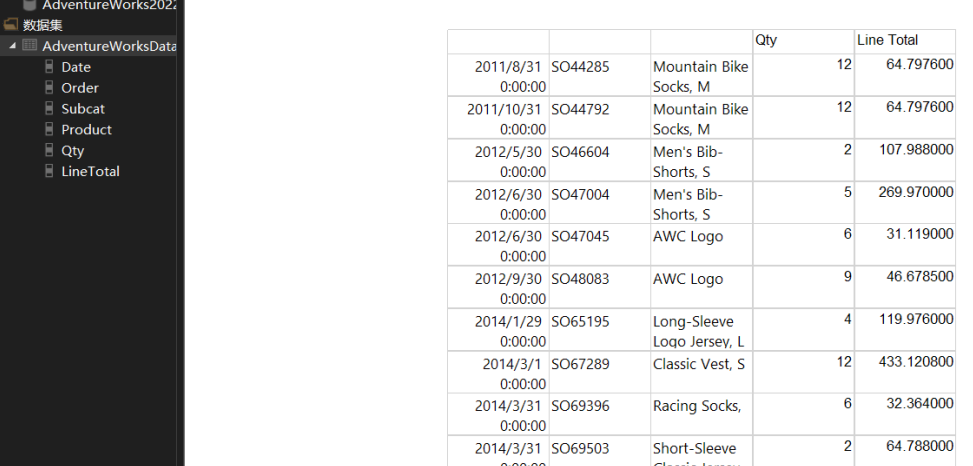 AdventureWorks2022
数据集
AdventureWorksData
Date
Order
Subcat
Product
Qty
LineTotal
Qty Line Total
2011/8/31 SO44285 Mountain Bike 12 64.797600
0:00:00 Socks, M
2011/10/31 SO44792 Mountain Bike 12 64.797600
0:00:00 Socks, M
2012/5/30 SO46604 Men's Bib- 2 107.988000
0:00:00 Shorts, S
2012/6/30 SO47004 Men's Bib- 5 269.970000
0:00:00 Shorts, S
2012/6/30 SO47045 AWC Logo 6 31.119000
0:00:00
2012/9/30 SO48083 AWC Logo 9 46.678500
0:00:00
2014/1/29 SO65195 Long-Sleeve 4 119.976000
0:00:00 Logo Jersey, L
2014/3/1 SO67289 Classic Vest, S 12 433.120800
0:00:00
2014/3/31 SO69396 Racing Socks, 6 32.364000
0:00:00
2014/3/31 SO69503 Short-Sleeve 2 64.788000